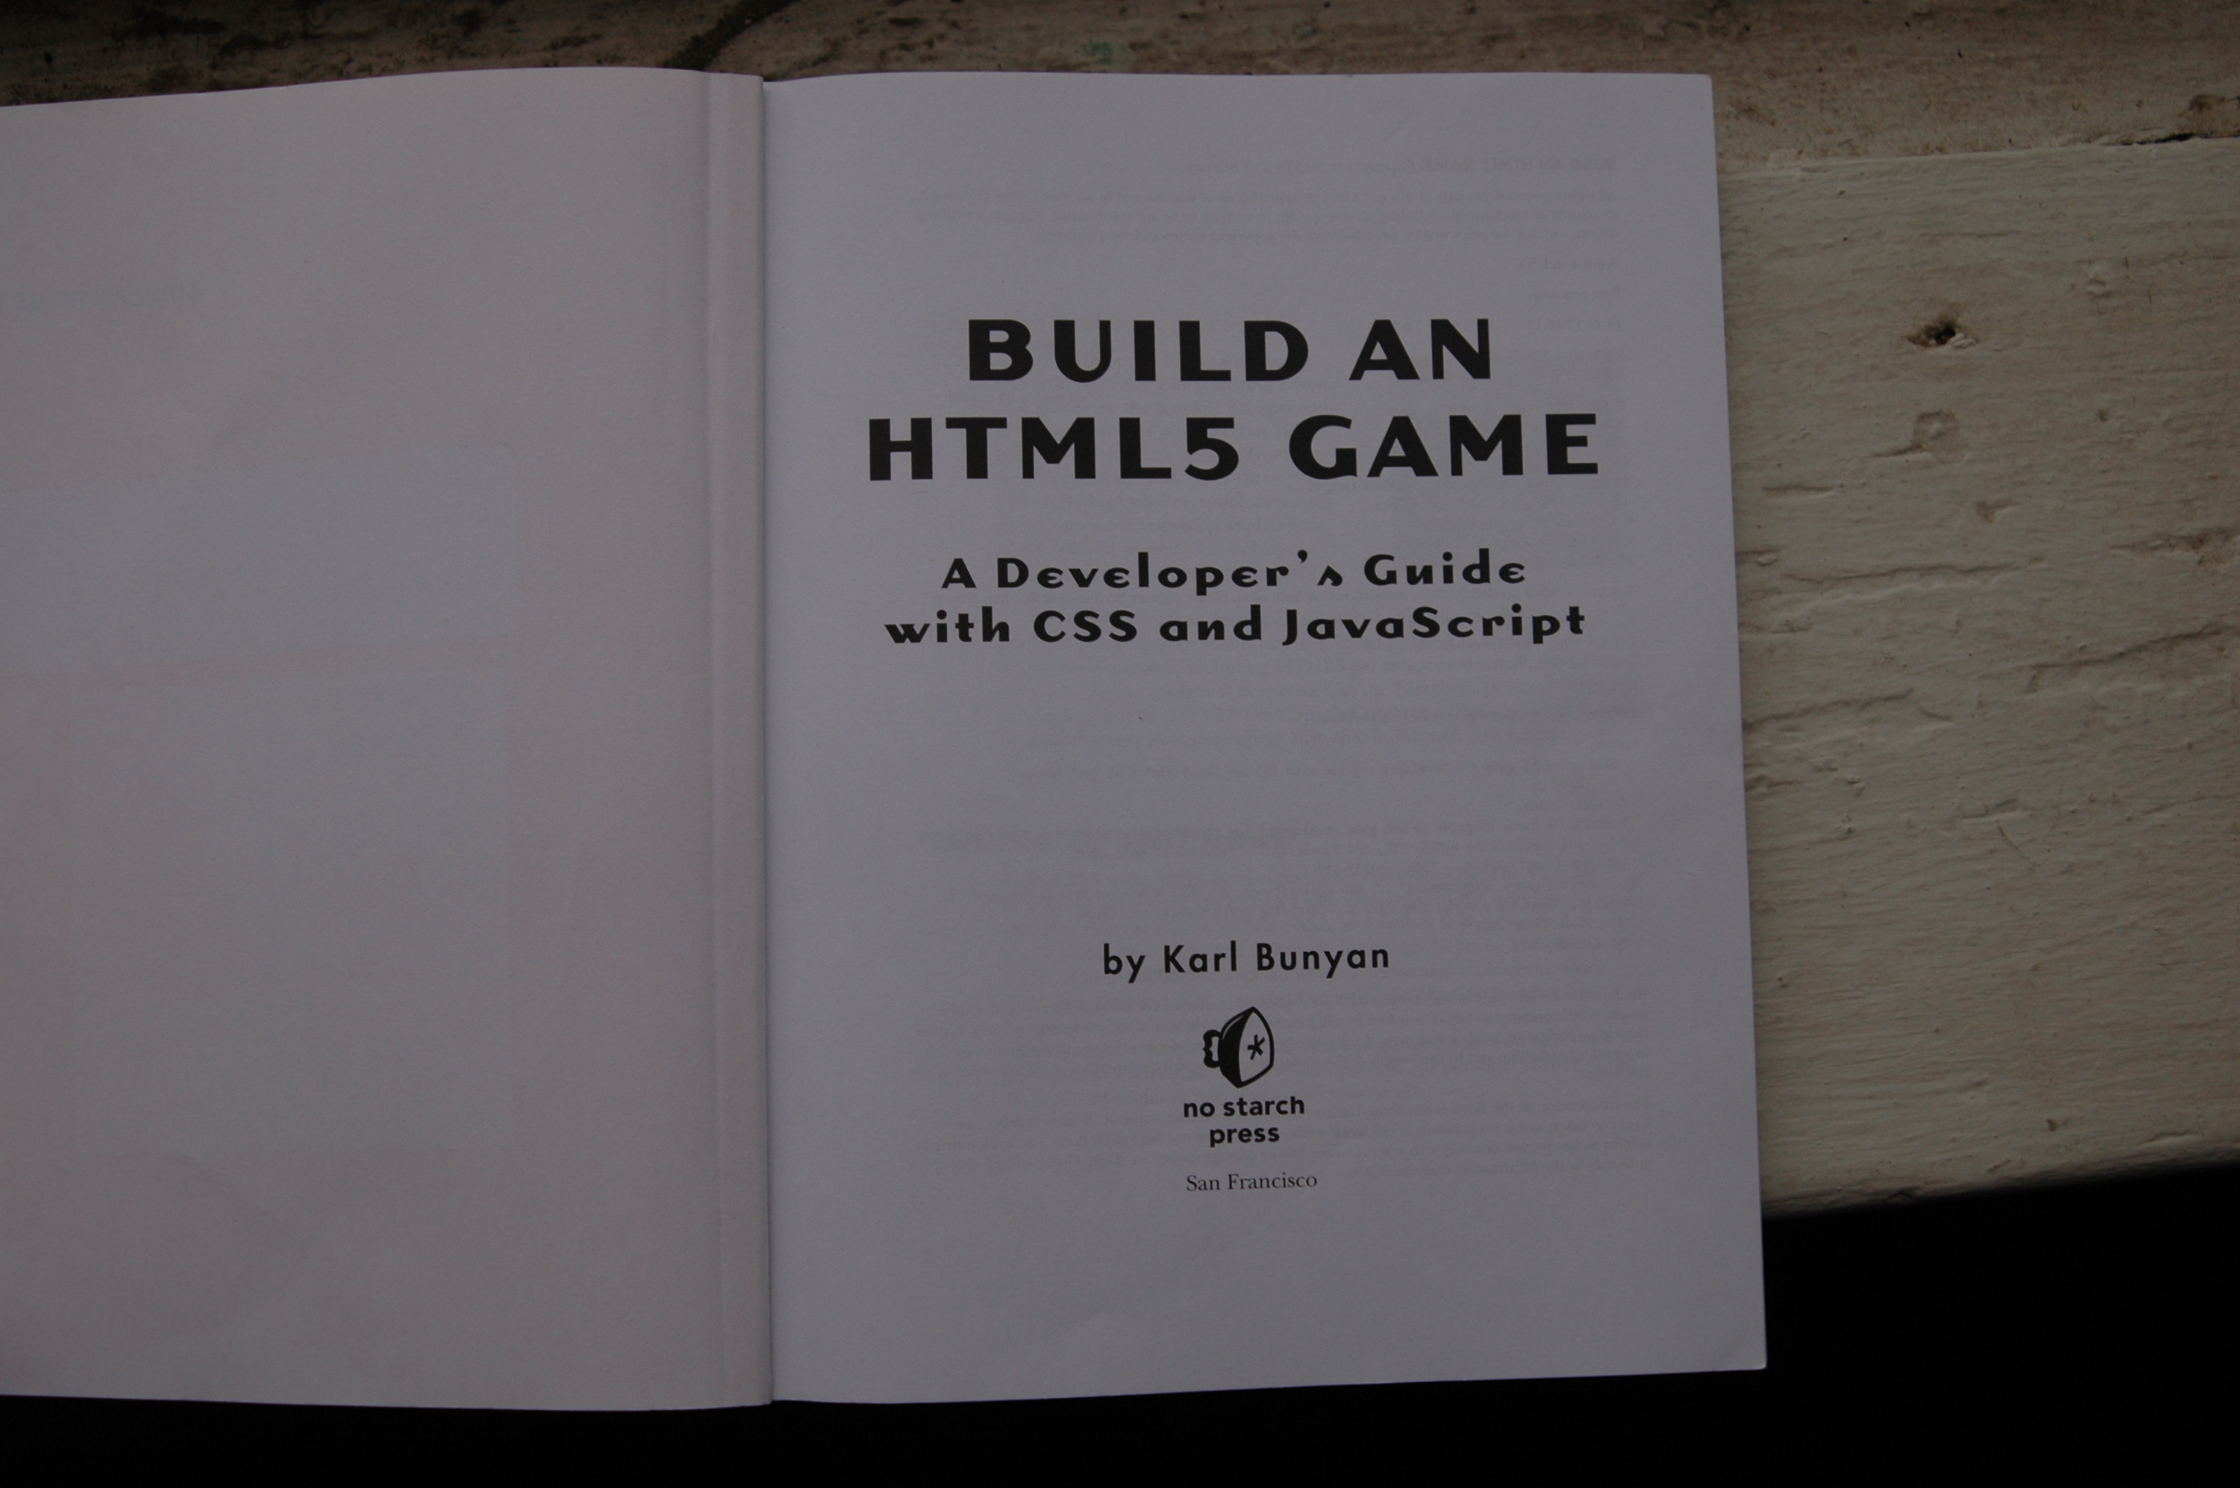 BUILD AN
HTML5 GAME
A Developer's Guide
with CSS and JavaScript
by Karl Bunyan
no starch
press
San Francisco